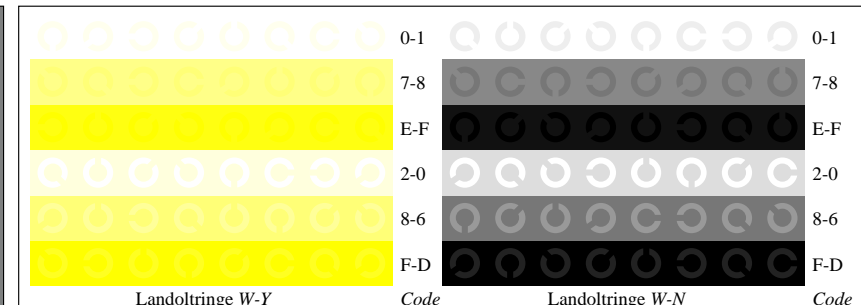 0-1 0-1
7-8 7-8
E-F E-F
2-0 2-0
8-6 8-6
F-D F-D
Landoltringe W-Y Code Landoltringe W-N Code